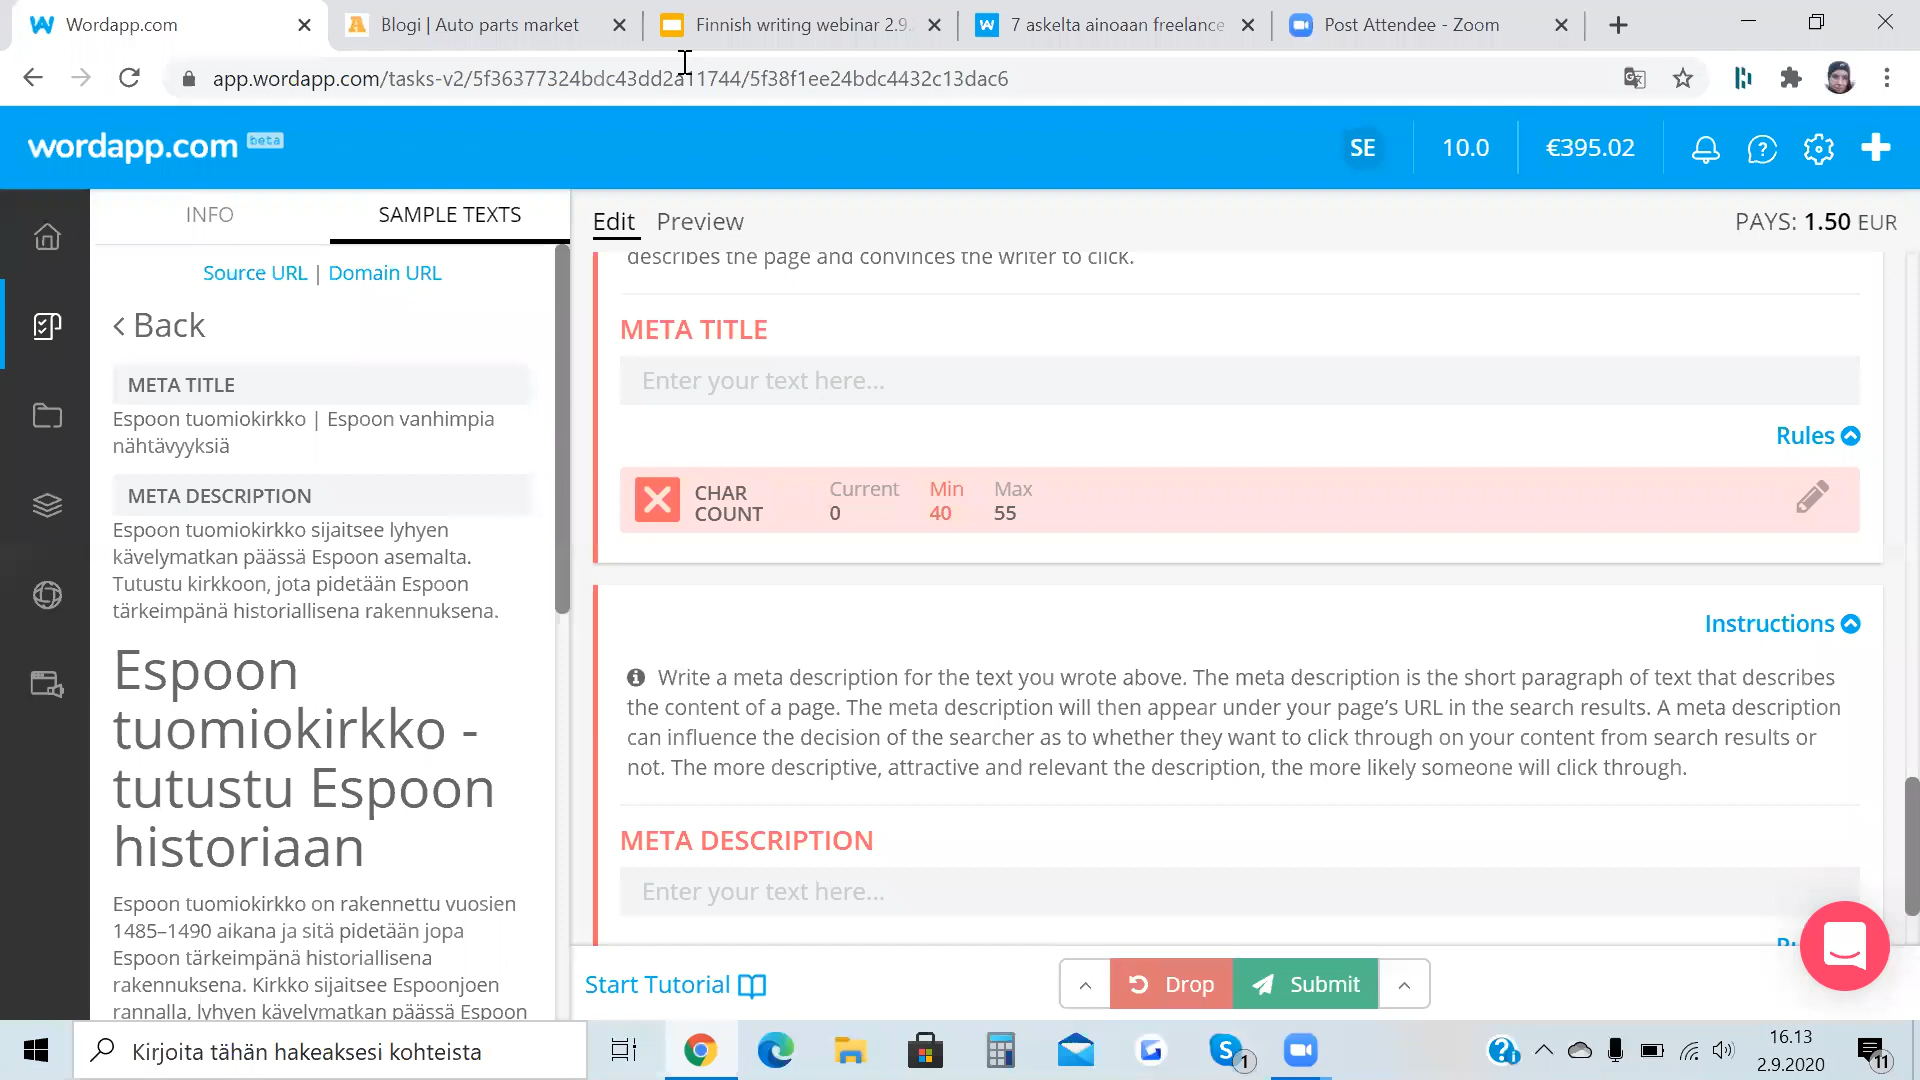 Wordapp.com
Blogi | Auto parts market
Finnish writing webinar 2.9.
7 askelta ainoaan freelance
Post Attendee - Zoom
app.wordapp.com/tasks-v2/5f36377324bdc43dd2a11744/5f38f1ee24bdc4432c13dac6
wordapp.com beta
SE
10.0
€395.02
INFO
SAMPLE TEXTS
Source URL | Domain URL
Back
META TITLE
Espoon tuomiokirkko | Espoon vanhimpia
nähtävyyksiä
META DESCRIPTION
Espoon tuomiokirkko sijaitsee lyhyen
kävelymatkan päässä Espoon asemalta.
Tutustu kirkkoon, jota pidetään Espoon
tärkeimpänä historiallisena rakennuksena.
Espoon
tuomiokirkko -
tutustu Espoon
historiaan
Espoon tuomiokirkko on rakennettu vuosien
1485–1490 aikana ja sitä pidetään jopa
Espoon tärkeimpänä historiallisena
rakennuksena. Kirkko sijaitsee Espoonjoen
rannalla, lyhyen kävelymatkan päässä Espoon
Edit
Preview
PAYS: 1.50 EUR
describes the page and convinces the writer to click.
META TITLE
Enter your text here...
Rules
CHAR
COUNT
Current
0
Min
40
Max
55
Instructions
Write a meta description for the text you wrote above. The meta description is the short paragraph of text that describes
the content of a page. The meta description will then appear under your page's URL in the search results. A meta description
can influence the decision of the searcher as to whether they want to click through on your content from search results or
not. The more descriptive, attractive and relevant the description, the more likely someone will click through.
META DESCRIPTION
Enter your text here...
Start Tutorial
Drop
Submit
Kirjoita tähän hakeaksesi kohteista
1
16.13
2.9.2020
11